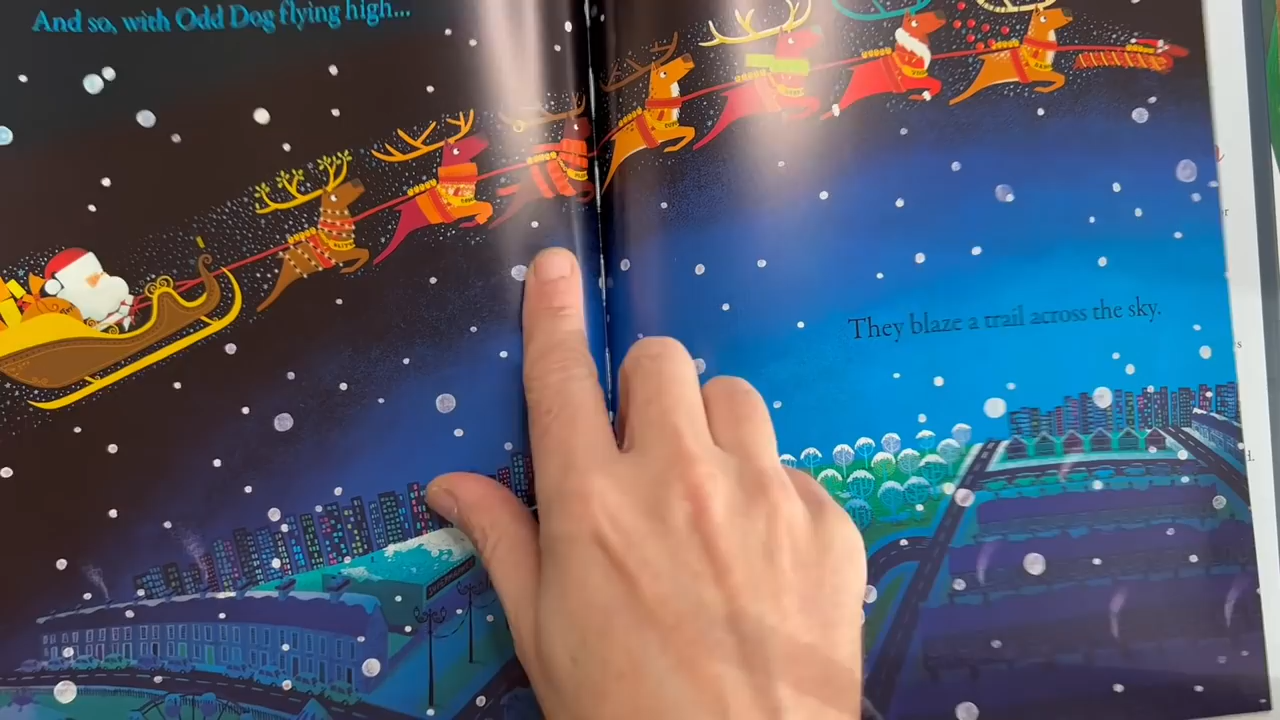 And so, with Odd Dog flying high...
They blaze a trail across the sky.